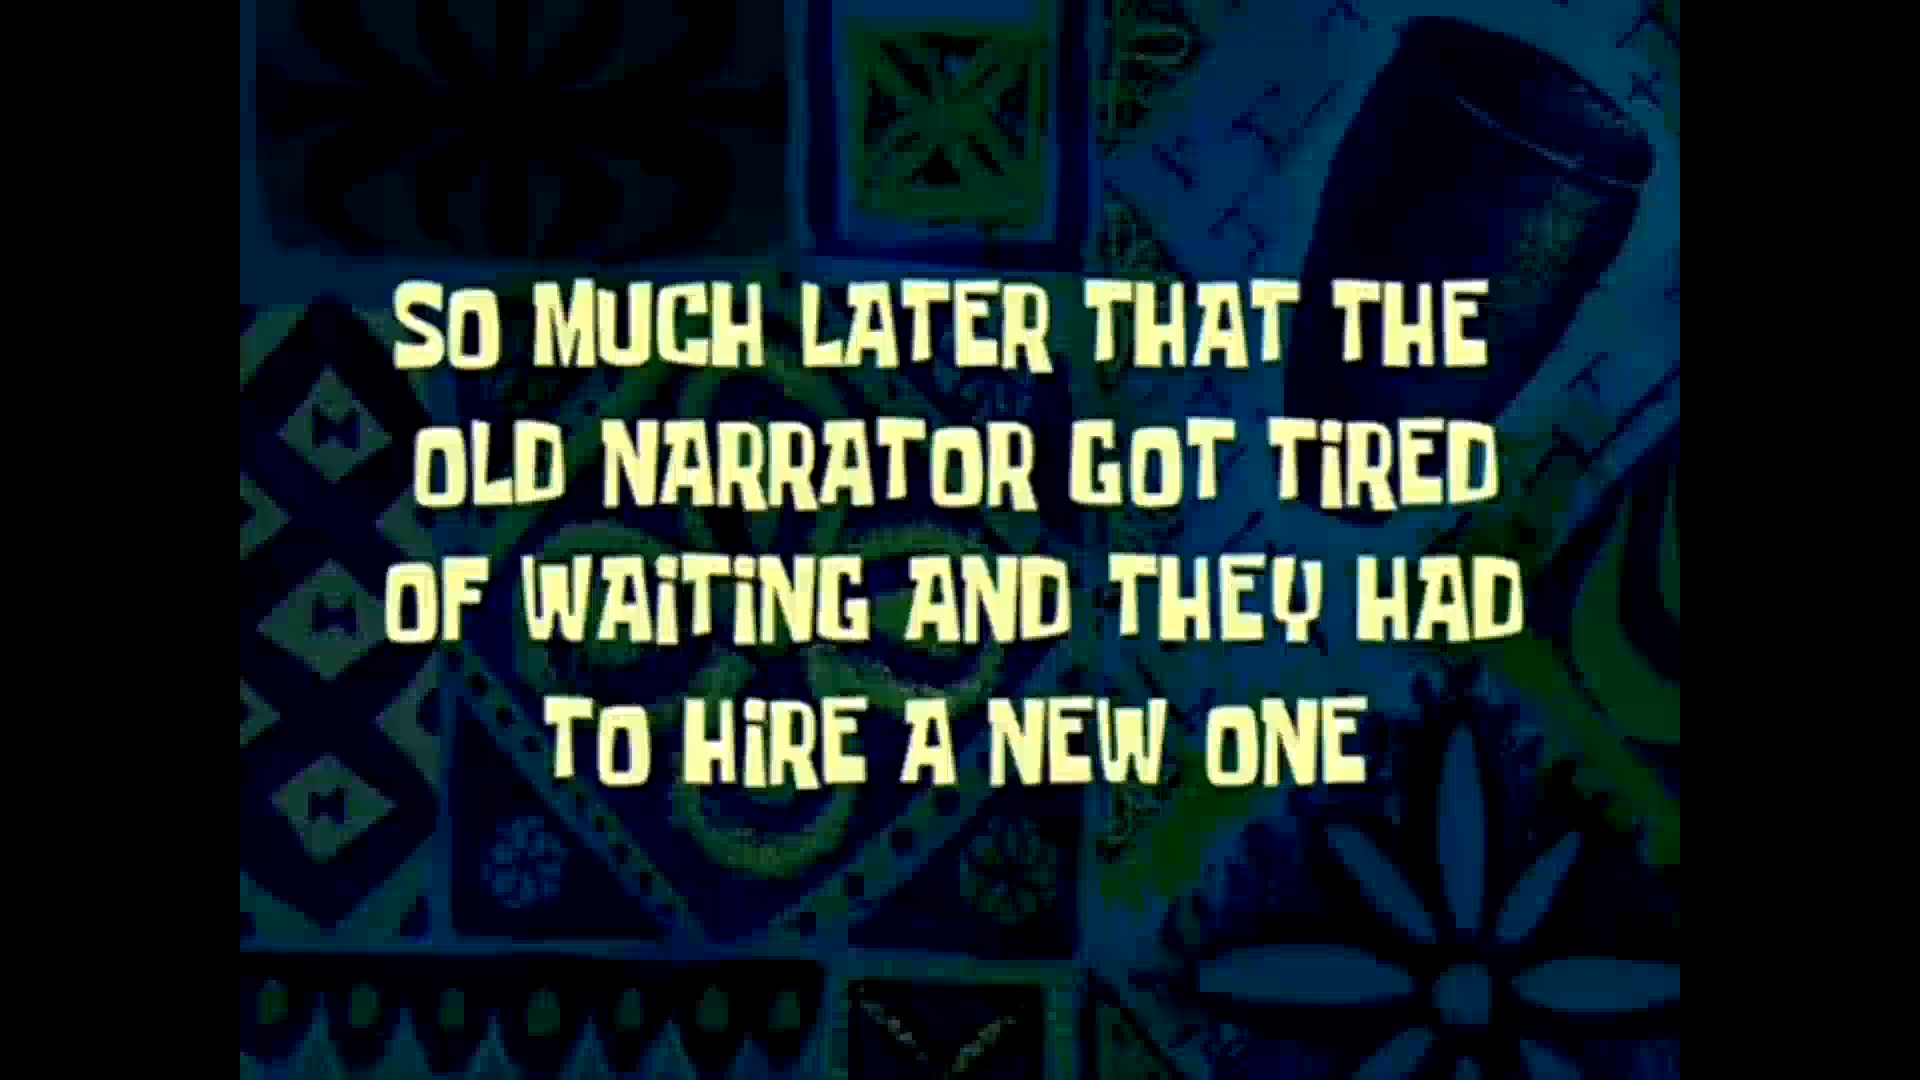 SO MUCH LATER THAT THE
OLD NARRATOR GOT TiRED
OF WAiTiNG AND THEY HAD
TO HiRE A NEW ONE